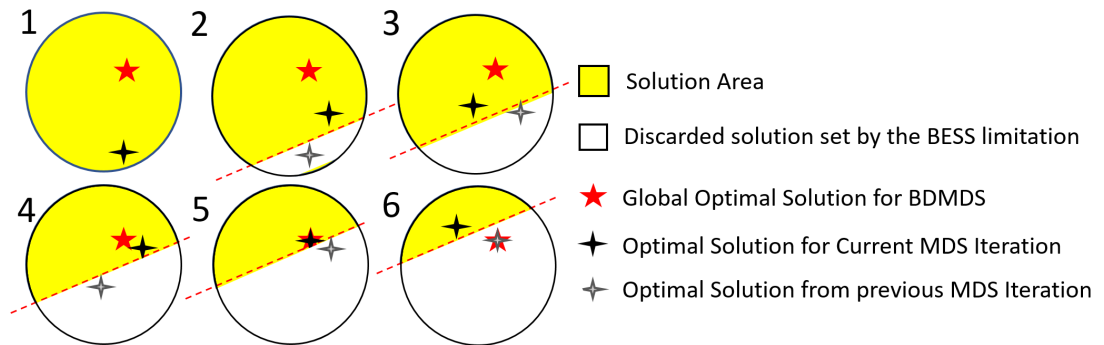 1
2
3
4
5
6
Solution Area
Discarded solution set by the BESS limitation
Global Optimal Solution for BDMDS
Optimal Solution for Current MDS Iteration
Optimal Solution from previous MDS Iteration